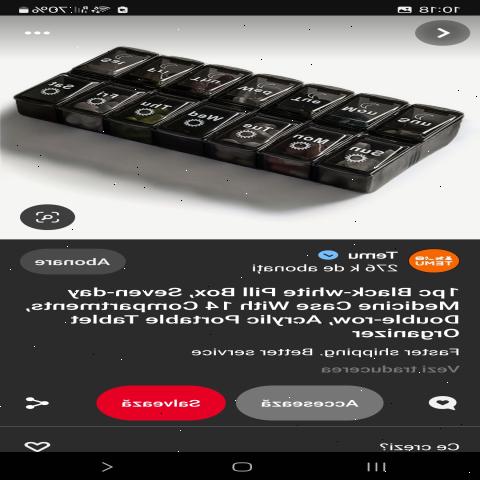 10:18
70%
Sat Fri Thu Wed Tue Mon Sun
Sat Fri Thu Wed Tue Mon Sun
TEMU
Temu
276 k de abonați
Abonare
1pc Black-white Pill Box, Seven-day
Medicine Case With 14 Compartments,
Double-row, Acrylic Portable Tablet
Organizer
Faster shipping. Better service
Vezi traducerea
Accesează
Salvează
Ce crezi?